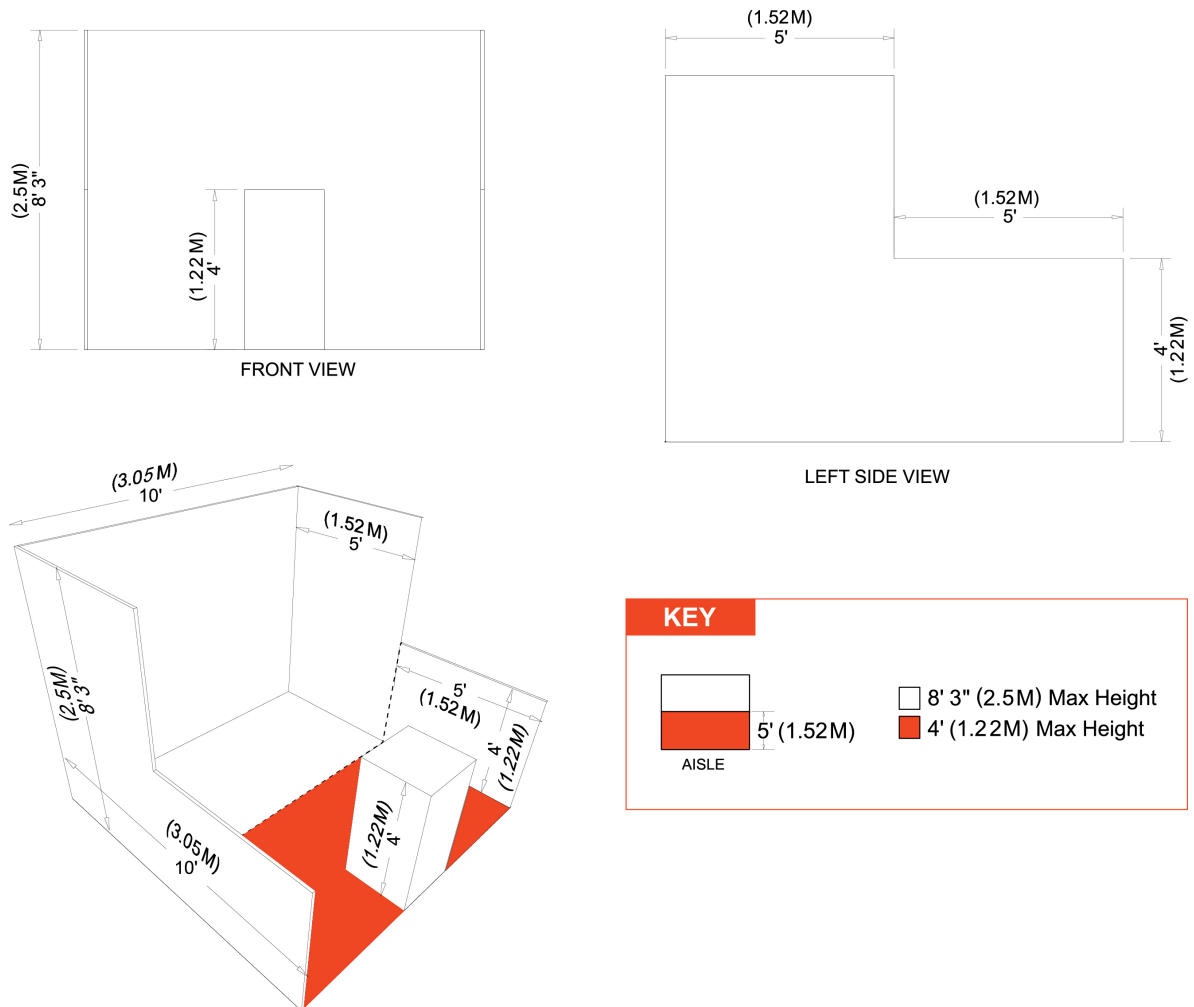 (2.5M)
8' 3"
(1.22M)
4'
FRONT VIEW
(1.52M)
5'
(1.52M)
5'
4'
(1.22M)
LEFT SIDE VIEW
(3.05M)
10'
(1.52M)
5'
(2.5M)
8' 3"
5'
(1.52M)
4'
(1.22M)
(1.22M)
4'
(3.05M)
10'
KEY
5' (1.52M)
AISLE
8' 3" (2.5M) Max Height
4' (1.22M) Max Height